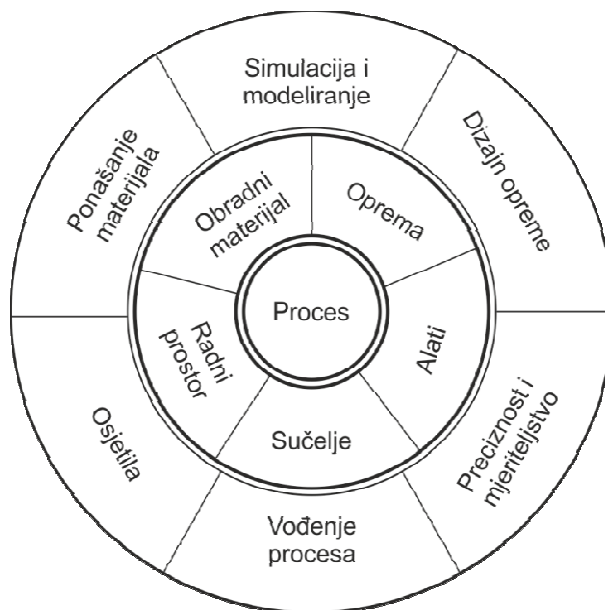 Simulacija i
modeliranje
Dizajn opreme
Preciznost i
mjeriteljstvo
Vođenje
procesa
Osjetila
Ponašanje
materijala
Obradni
materijal
Oprema
Alati
Sučelje
Radni
prostor
Proces